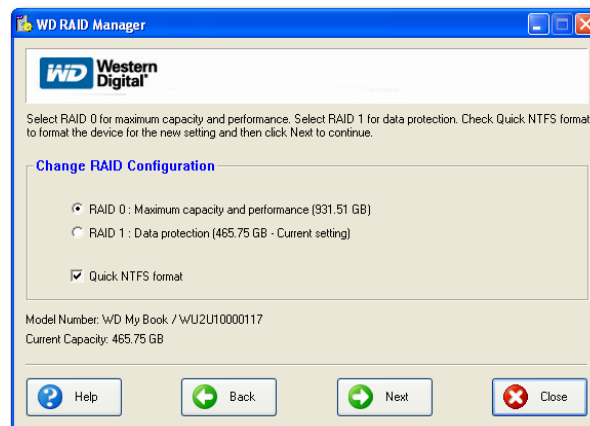 WD RAID Manager
WD Western
Digital®
Select RAID 0 for maximum capacity and performance. Select RAID 1 for data protection. Check Quick NTFS format
to format the device for the new setting and then click Next to continue.
Change RAID Configuration
RAID 0 : Maximum capacity and performance (931.51 GB)
RAID 1 : Data protection (465.75 GB - Current setting)
Quick NTFS format
Model Number: WD My Book / WU2U10000117
Current Capacity: 465.75 GB
Help
Back
Next
Close